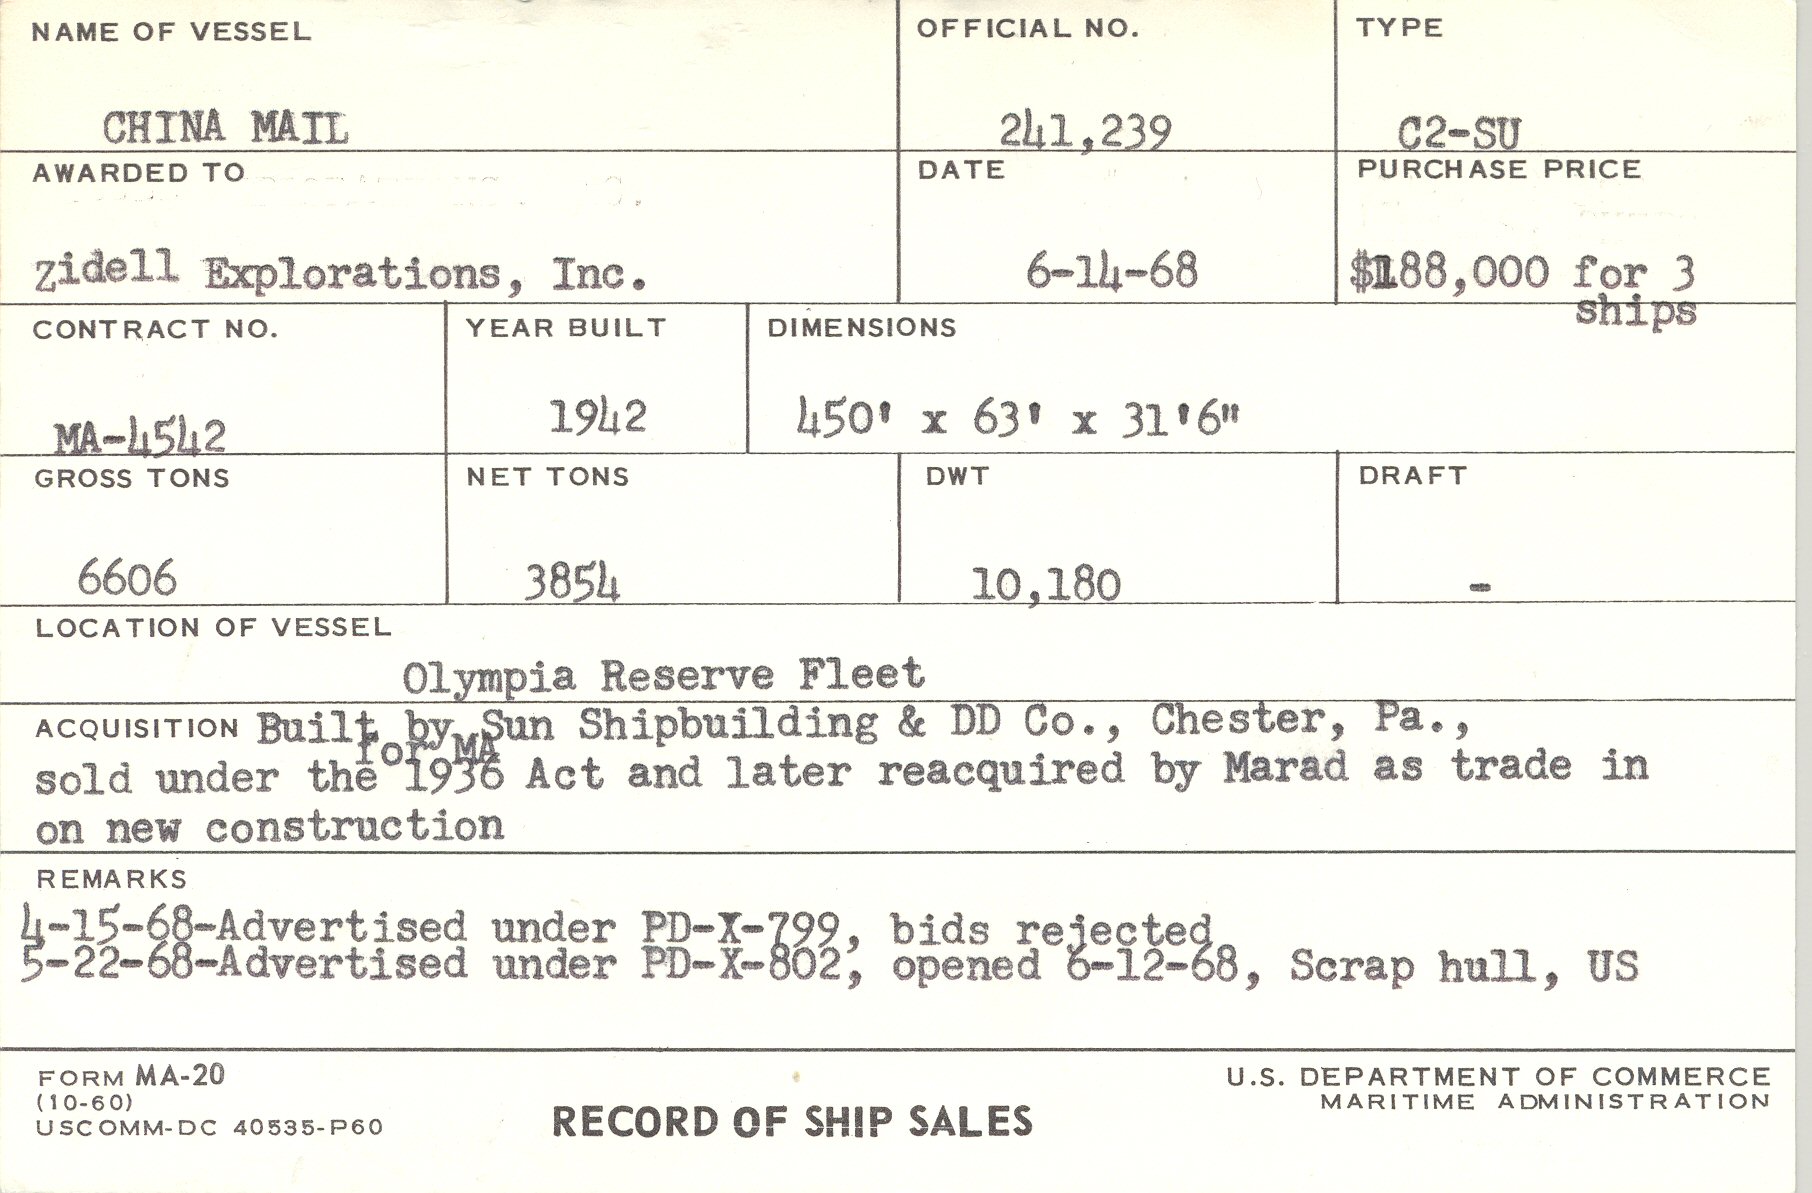 NAME OF VESSEL
CHINA MAIL
OFFICIAL NO.
241,239
TYPE
C2-SU
AWARDED TO
Zidell Explorations, Inc.
DATE
6-14-68
PURCHASE PRICE
$188,000 for 3
ships
CONTRACT NO.
MA-4542
YEAR BUILT
1942
DIMENSIONS
450' x 63' x 31'6"
GROSS TONS
6606
NET TONS
3854
DWT
10,180
DRAFT
-
LOCATION OF VESSEL
Olympia Reserve Fleet
ACQUISITION Built by Sun Shipbuilding & DD Co., Chester, Pa.,
for MA
sold under the 1936 Act and later reacquired by Marad as trade in
on new construction
REMARKS
4-15-68-Advertised under PD-X-799, bids rejected
5-22-68-Advertised under PD-X-802, opened 6-12-68, Scrap hull, US
FORM MA-20
(10-60)
USCOMM-DC 40535-P60
RECORD OF SHIP SALES
U.S. DEPARTMENT OF COMMERCE
MARITIME ADMINISTRATION